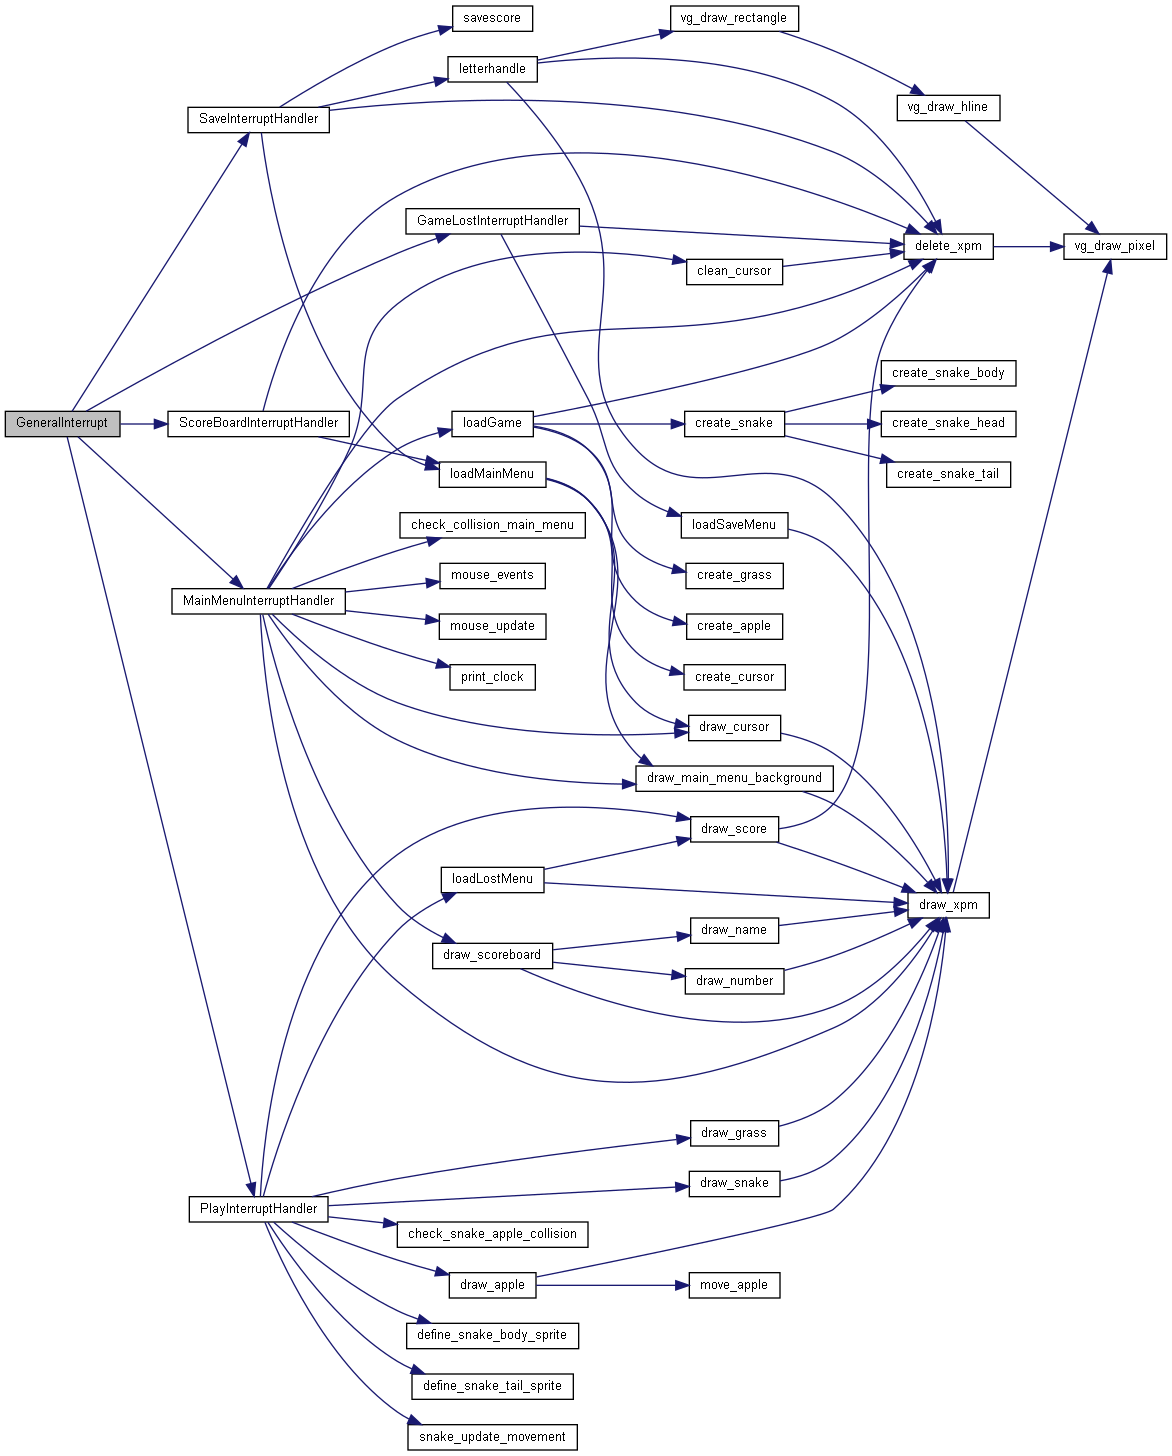 savescore
vg_draw_rectangle
letterhandle
vg_draw_hline
SaveInterruptHandler
GameLostInterruptHandler
delete_xpm
vg_draw_pixel
clean_cursor
create_snake_body
GeneralInterrupt
ScoreBoardInterruptHandler
loadGame
create_snake
create_snake_head
loadMainMenu
create_snake_tail
check_collision_main_menu
loadSaveMenu
mouse_events
create_grass
MainMenuInterruptHandler
mouse_update
create_apple
print_clock
create_cursor
draw_cursor
draw_main_menu_background
draw_score
loadLostMenu
draw_xpm
draw_name
draw_scoreboard
draw_number
draw_grass
draw_snake
PlayInterruptHandler
check_snake_apple_collision
draw_apple
move_apple
define_snake_body_sprite
define_snake_tail_sprite
snake_update_movement